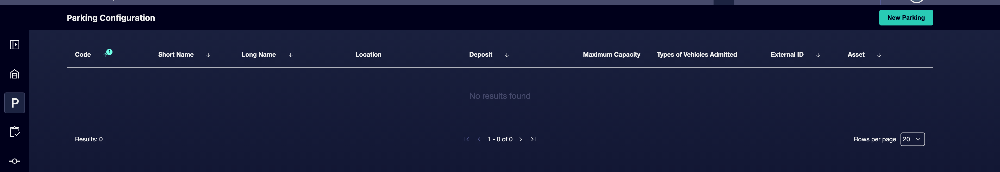 Parking Configuration
New Parking
Code 1 Short Name Long Name Location Deposit Maximum Capacity Types of Vehicles Admitted External ID Asset
P
No results found
Results: 0 1 - 0 of 0 Rows per page 20